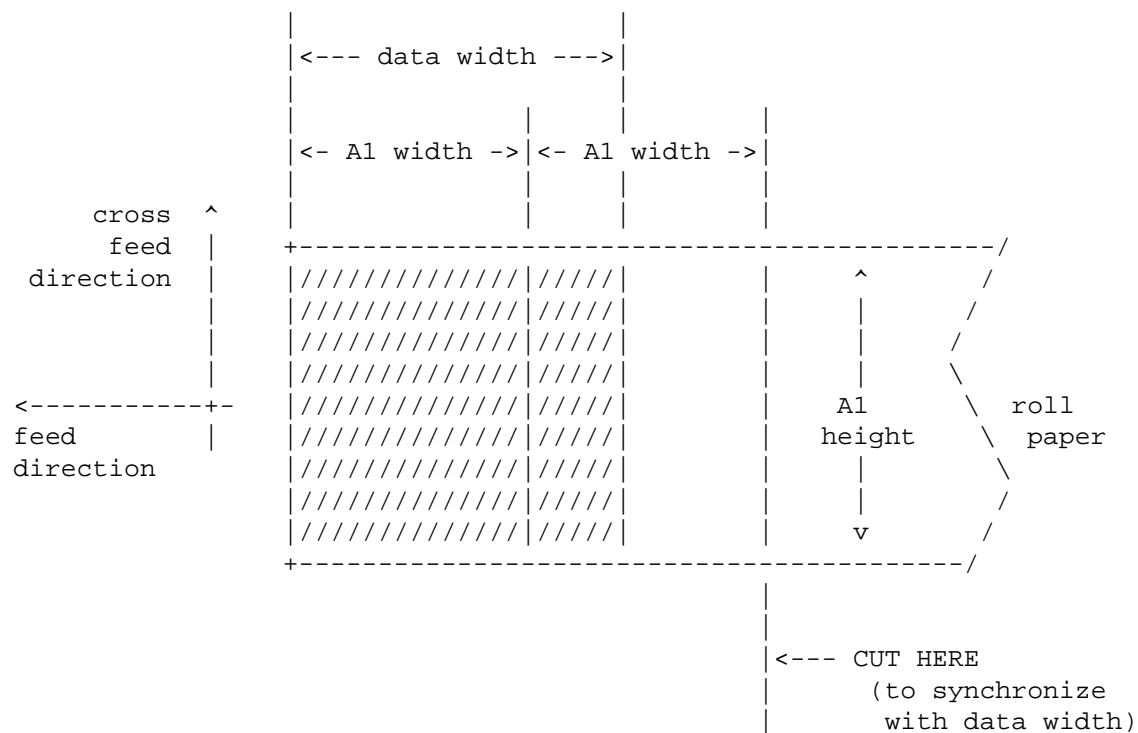 <--- data width --->
<- A1 width -> <- A1 width ->
cross ^
feed
direction ^
<-----------+- A1 roll
feed height paper
direction
v
<--- CUT HERE
(to synchronize
with data width)